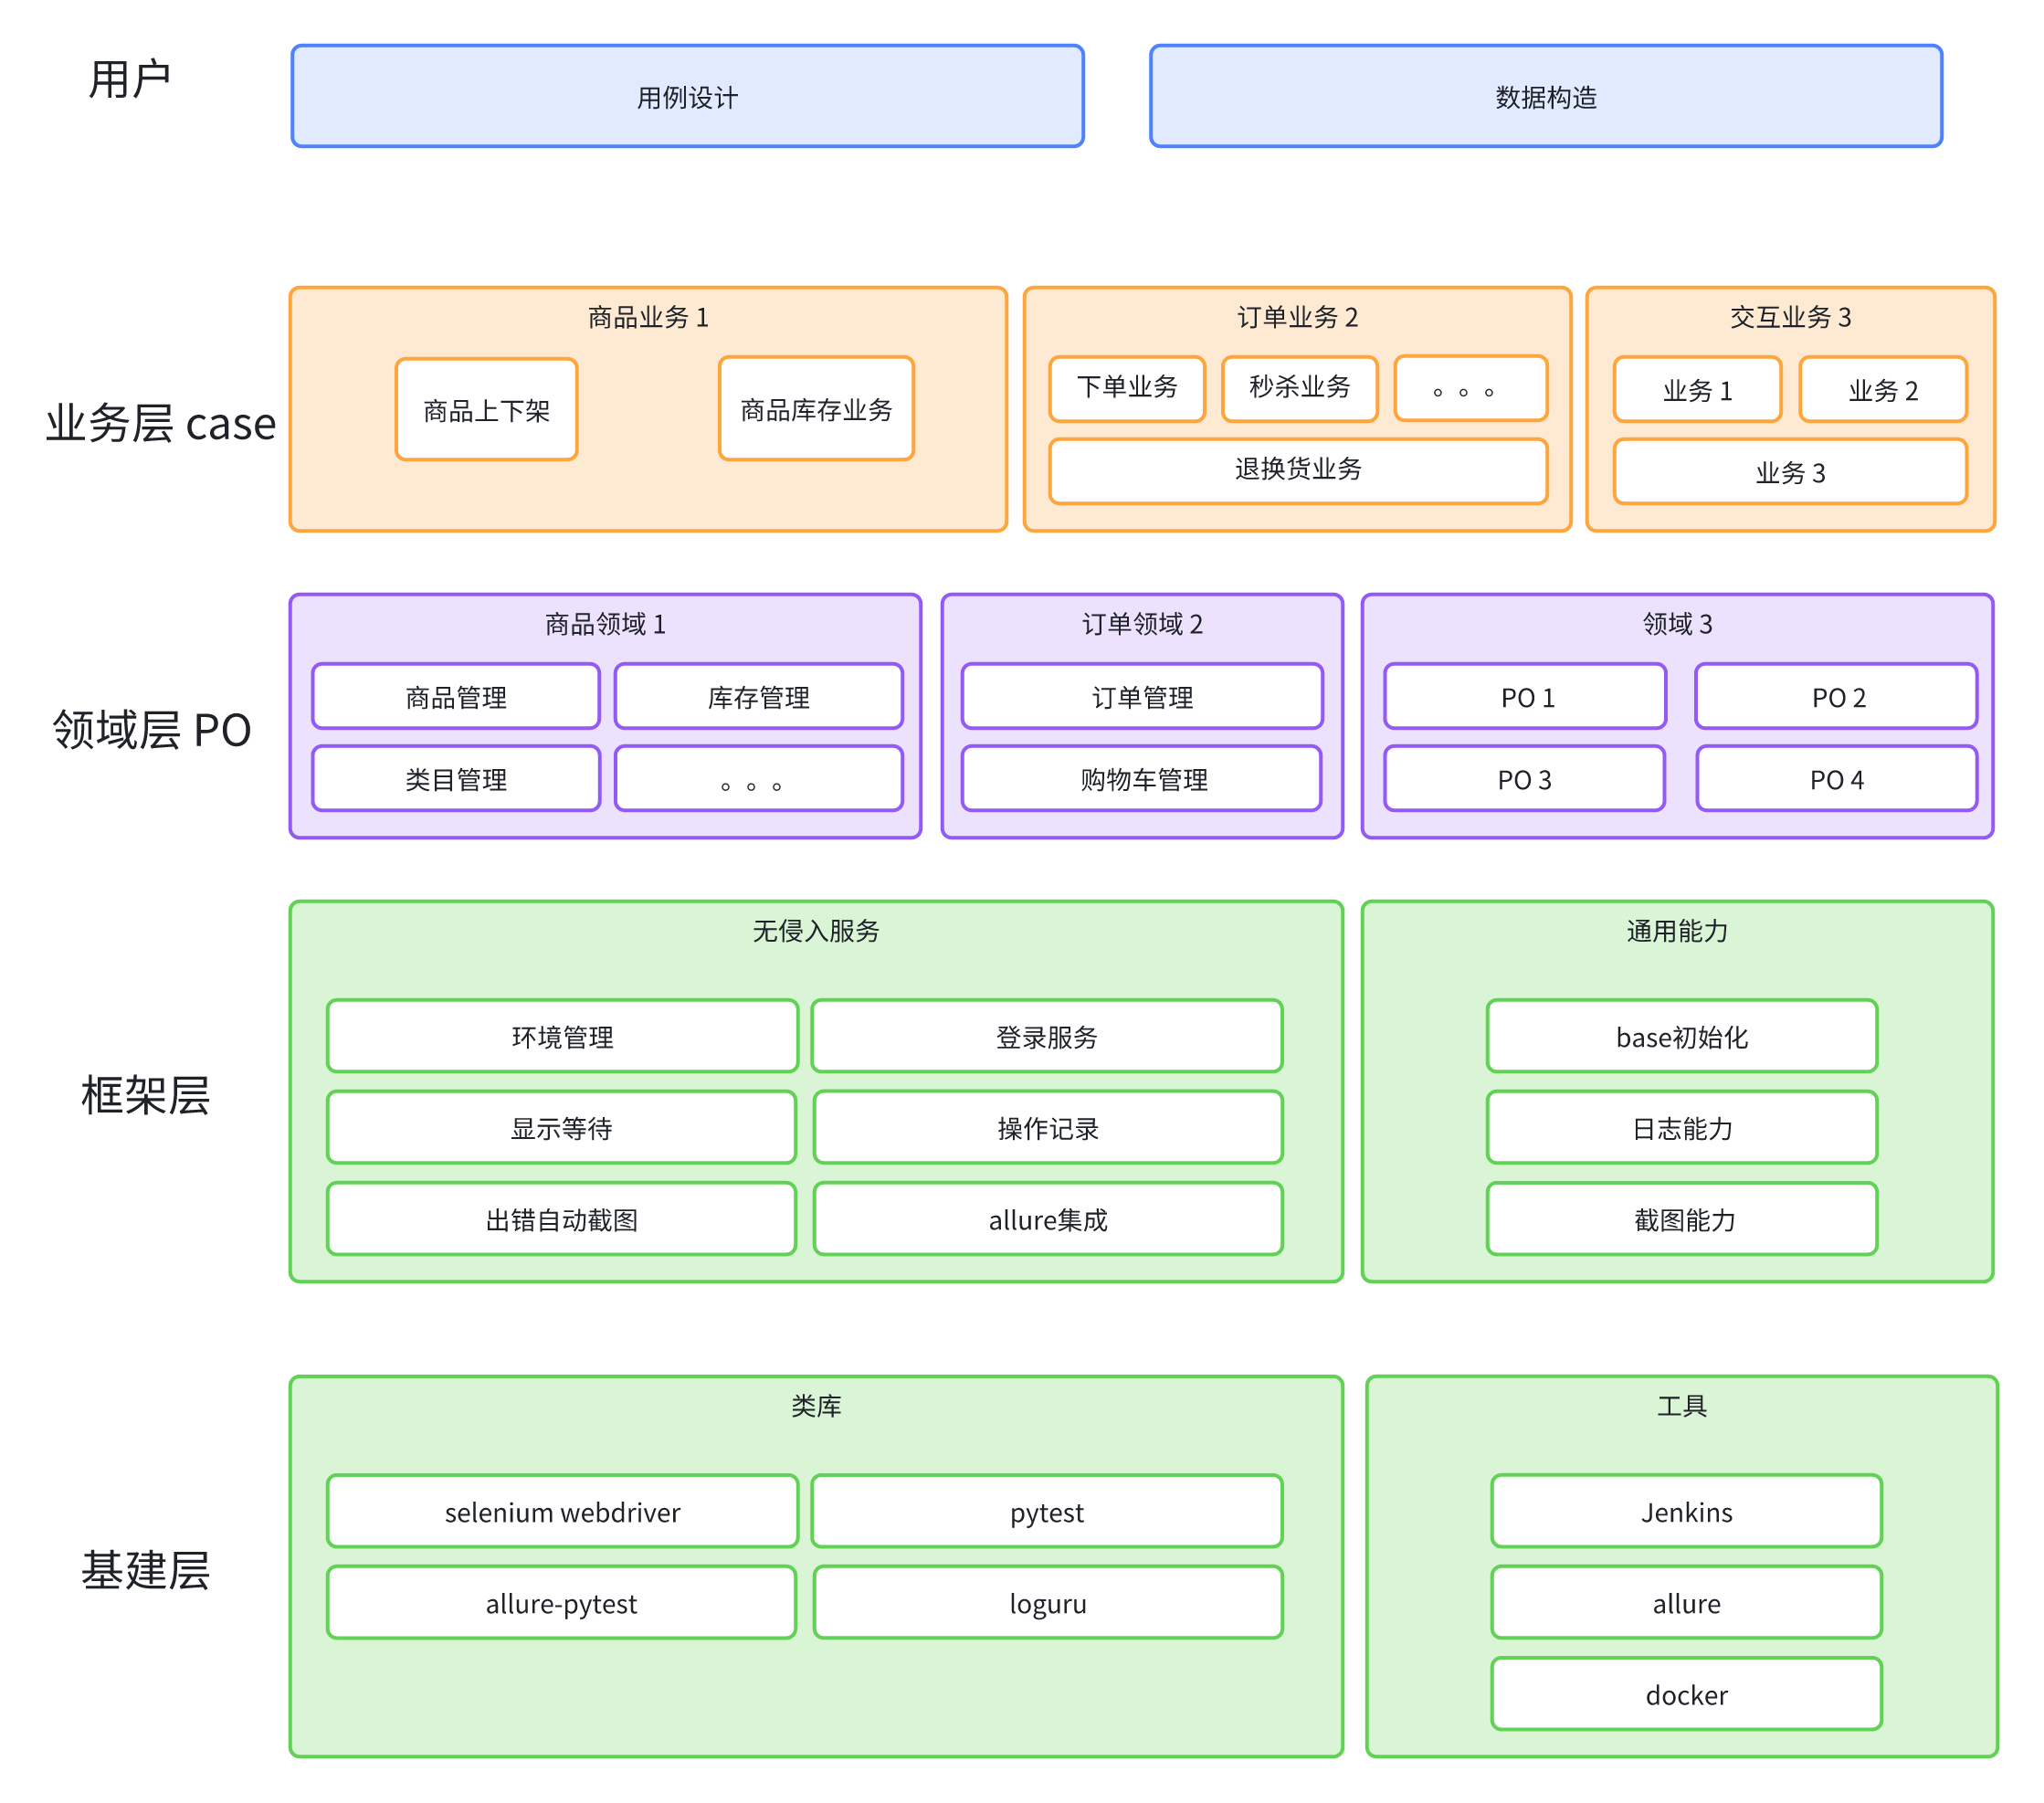 用户
用例设计
数据构造
业务层 case
商品业务 1
商品上下架
商品库存业务
订单业务 2
下单业务
秒杀业务
。。。
退换货业务
交互业务 3
业务 1
业务 2
业务 3
领域层 PO
商品领域 1
商品管理
库存管理
类目管理
。。。
订单领域 2
订单管理
购物车管理
领域 3
PO 1
PO 2
PO 3
PO 4
框架层
无侵入服务
环境管理
登录服务
显示等待
操作记录
出错自动截图
allure集成
通用能力
base初始化
日志能力
截图能力
基建层
类库
selenium webdriver
pytest
allure-pytest
loguru
工具
Jenkins
allure
docker